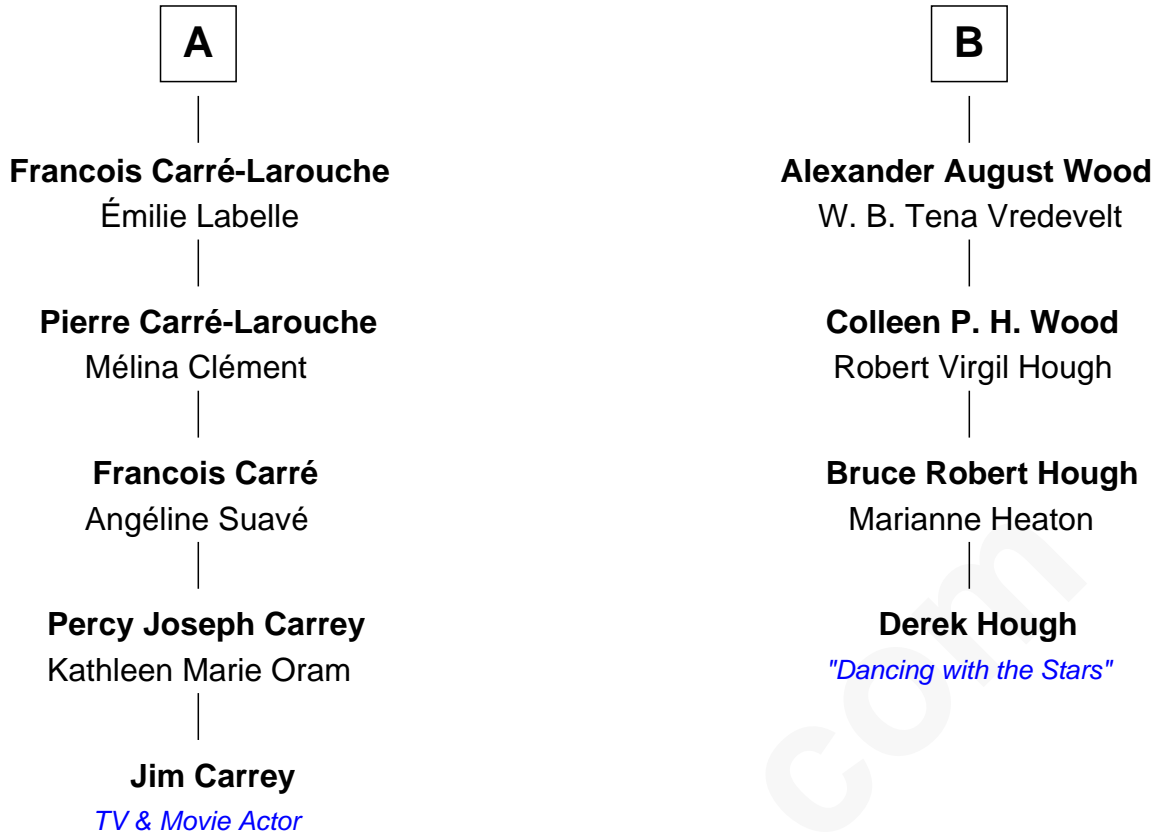 A
Francois Carré-Larouche
Émilie Labelle
Pierre Carré-Larouche
Mélina Clément
Francois Carré
Angéline Suavé
Percy Joseph Carrey
Kathleen Marie Oram
Jim Carrey
TV & Movie Actor
B
Alexander August Wood
W. B. Tena Vredevelt
Colleen P. H. Wood
Robert Virgil Hough
Bruce Robert Hough
Marianne Heaton
Derek Hough
"Dancing with the Stars"
com